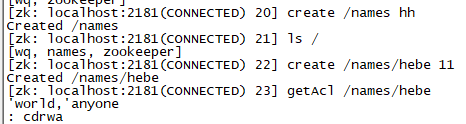 [wq, zookeeper]
[zk: localhost:2181(CONNECTED) 20] create /names hh
Created /names
[zk: localhost:2181(CONNECTED) 21] ls /
[wq, names, zookeeper]
[zk: localhost:2181(CONNECTED) 22] create /names/hebe 11
Created /names/hebe
[zk: localhost:2181(CONNECTED) 23] getAcl /names/hebe
'world,'anyone
: cdrwa